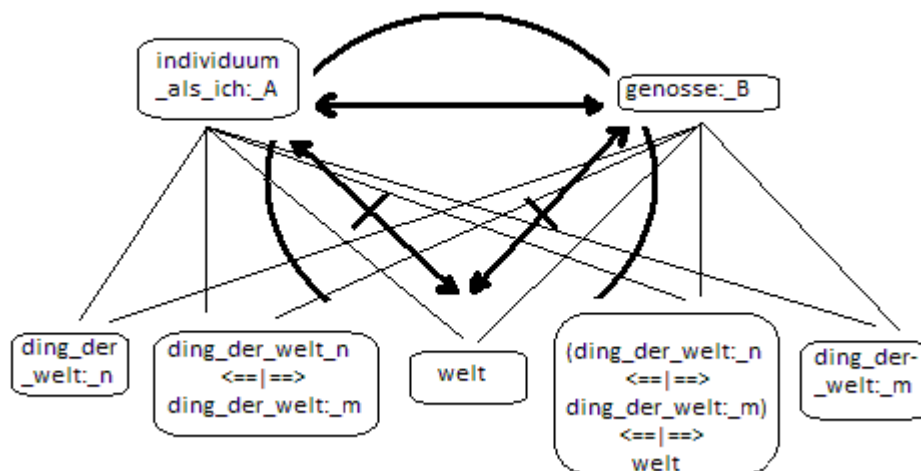 individuum
_als_ich:_A
genosse:_B
ding_der
_welt:_n
ding_der_welt_n
<==|==>
ding_der_welt:_m
welt
(ding_der_welt:_n
<==|==>
ding_der_welt:_m)
<==|==>
welt
ding_der-
_welt:_m